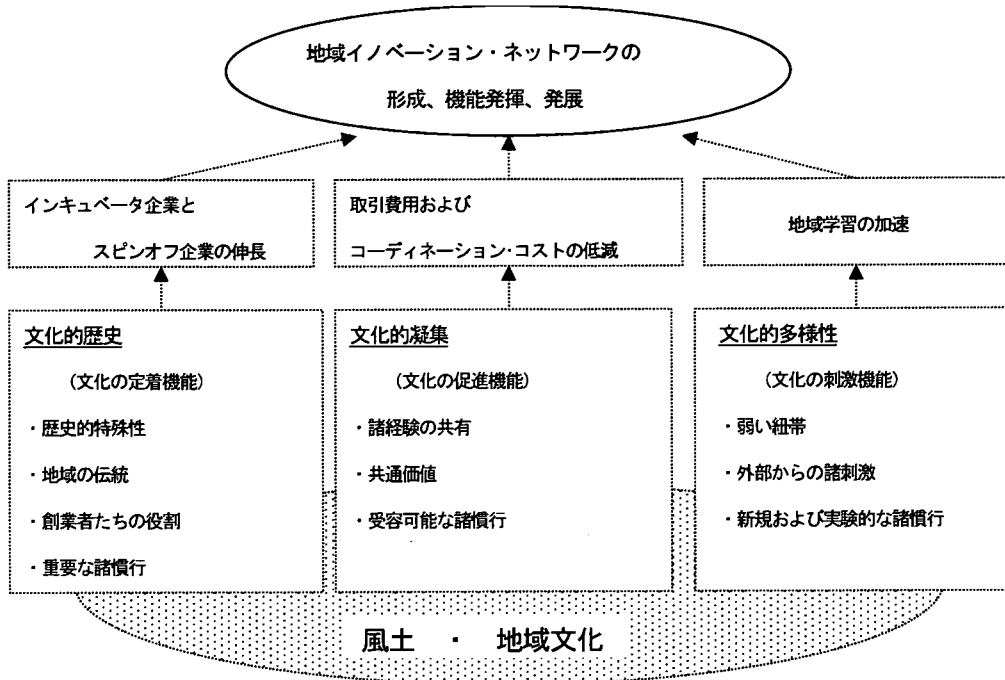 地域イノベーション・ネットワークの
形成、機能発揮、発展
インキュベータ企業と
スピンオフ企業の伸長
取引費用および
コーディネーション・コストの低減
地域学習の加速
文化的歴史
(文化の定着機能)
・歴史的特殊性
・地域の伝統
・創業者たちの役割
・重要な諸慣行
文化的凝集
(文化の促進機能)
・諸経験の共有
・共通価値
・受容可能な諸慣行
文化的多様性
(文化の刺激機能)
・弱い紐帯
・外部からの諸刺激
・新規および実験的な諸慣行
風土 ・ 地域文化